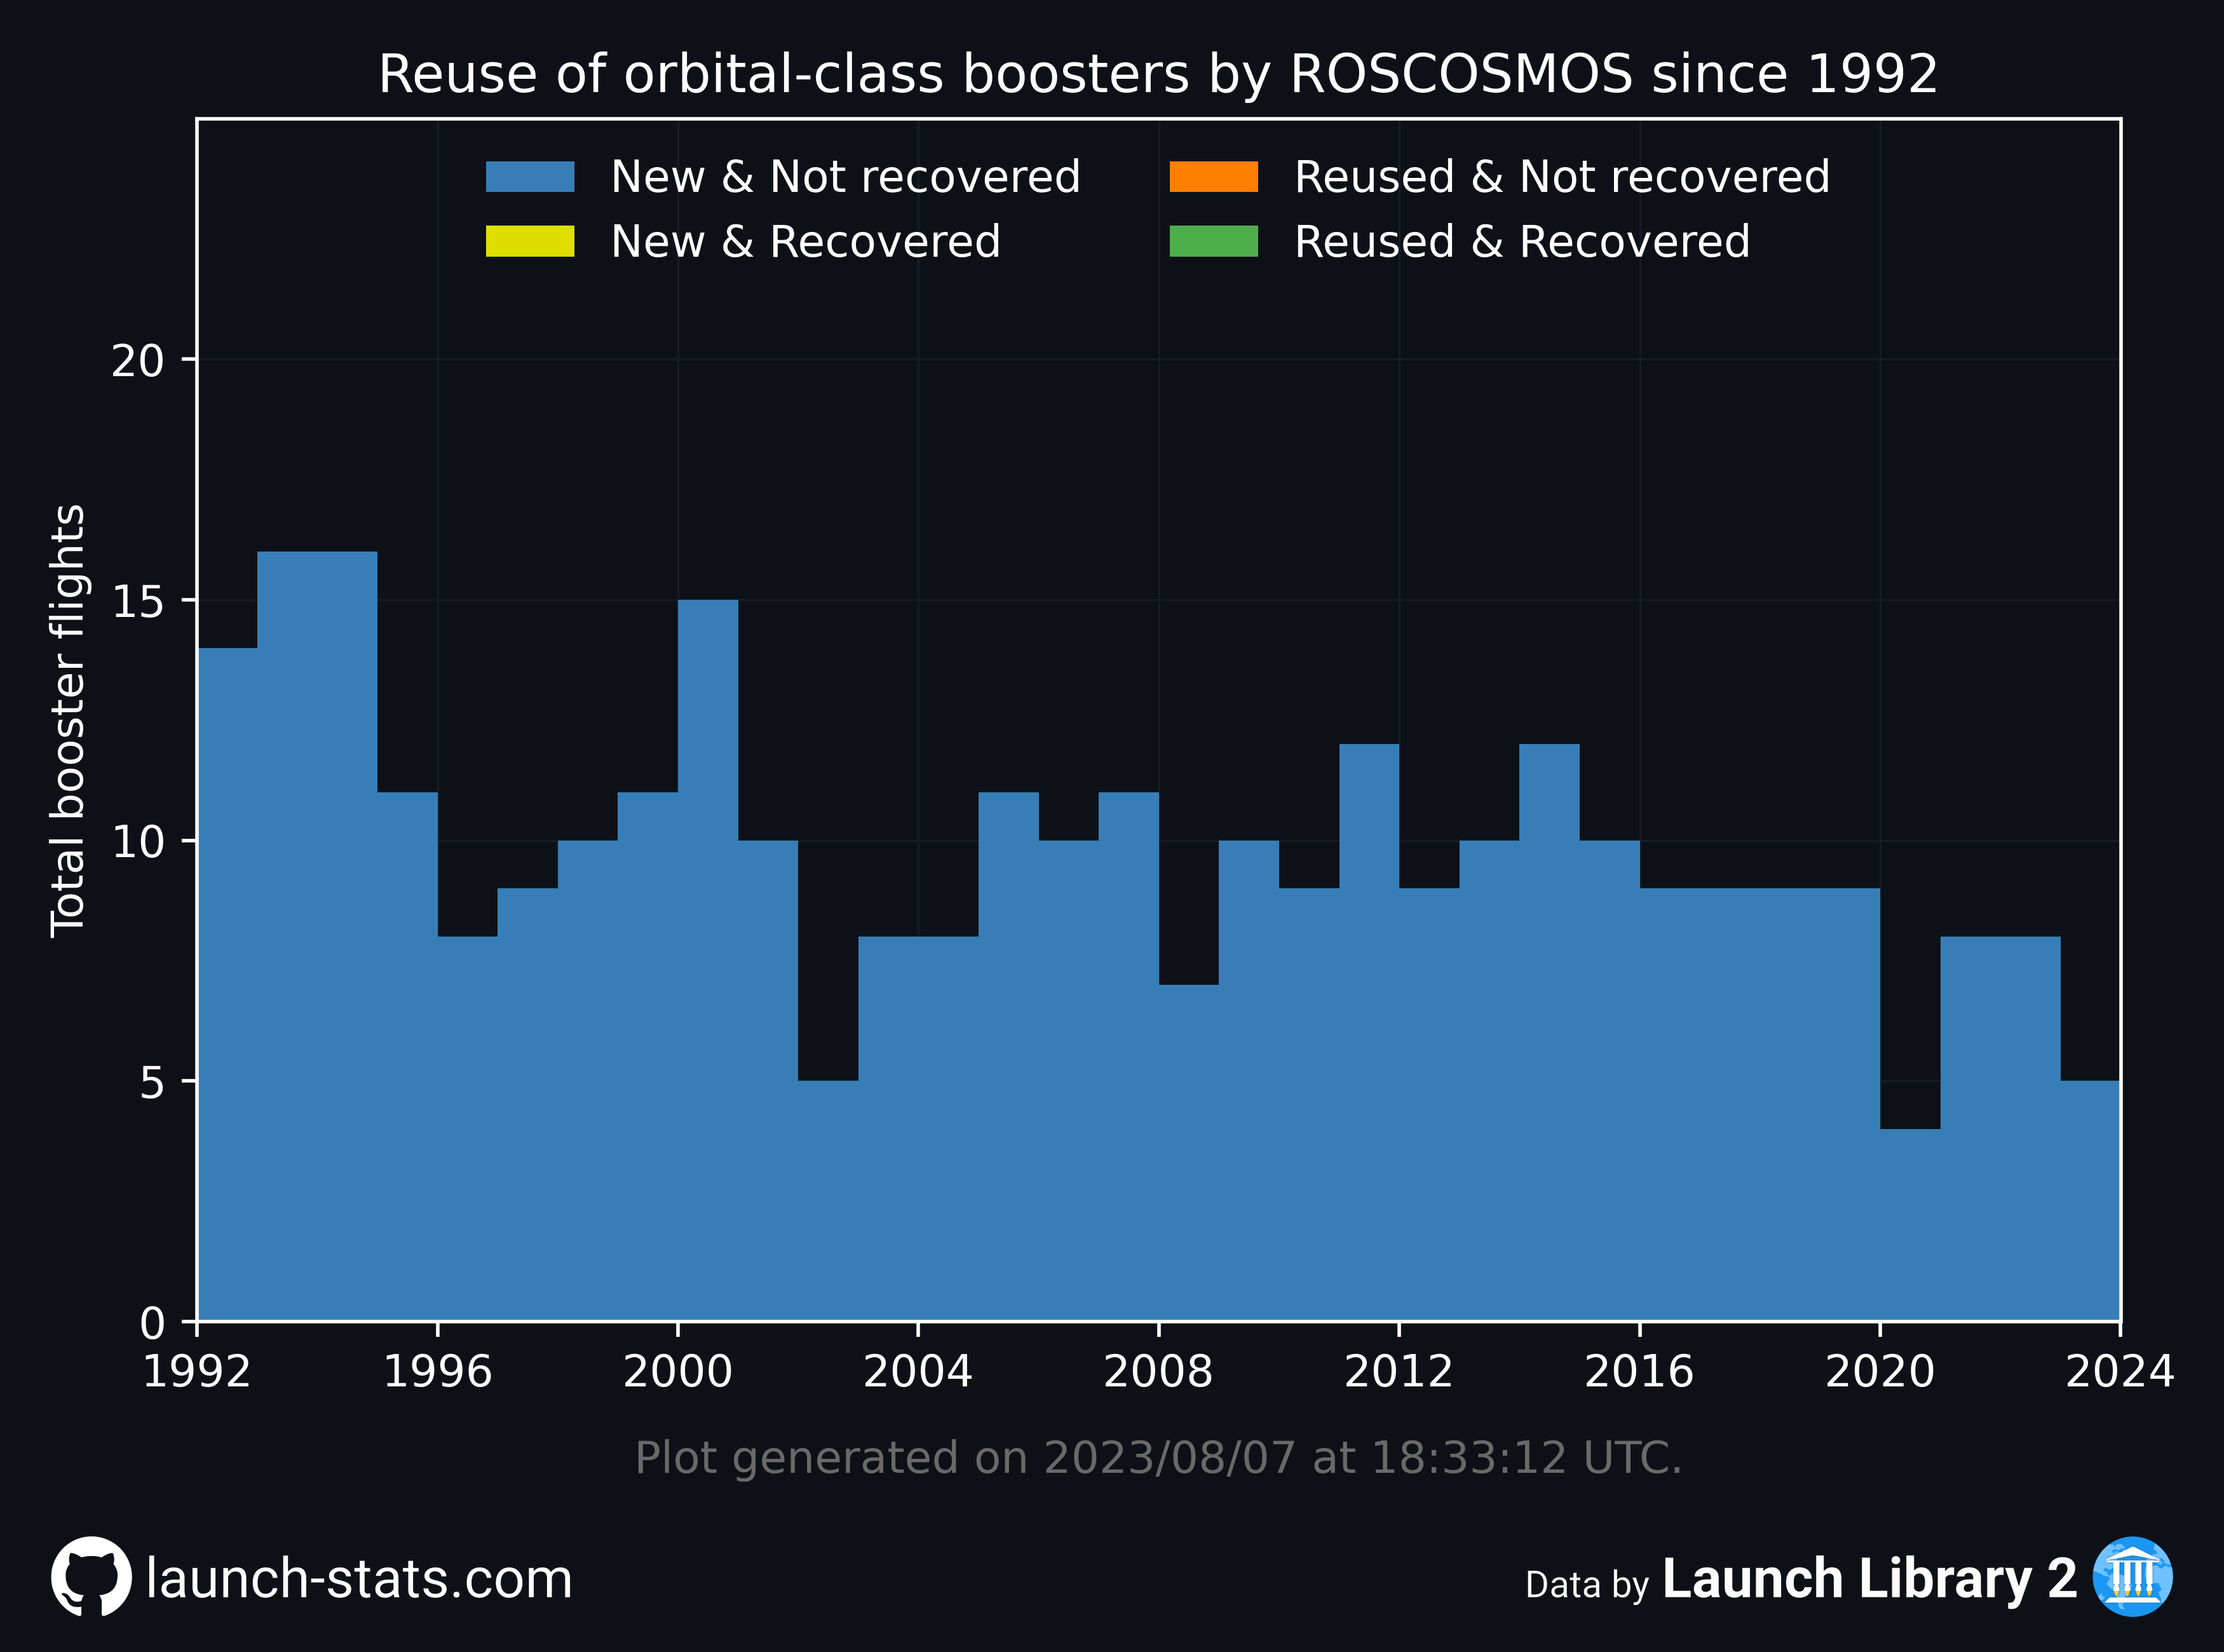 Reuse of orbital-class boosters by ROSCOSMOS since 1992
New & Not recovered
New & Recovered
Reused & Not recovered
Reused & Recovered
Total booster flights
20
15
10
5
0
1992 1996 2000 2004 2008 2012 2016 2020 2024
Plot generated on 2023/08/07 at 18:33:12 UTC.
launch-stats.com
Data by Launch Library 2